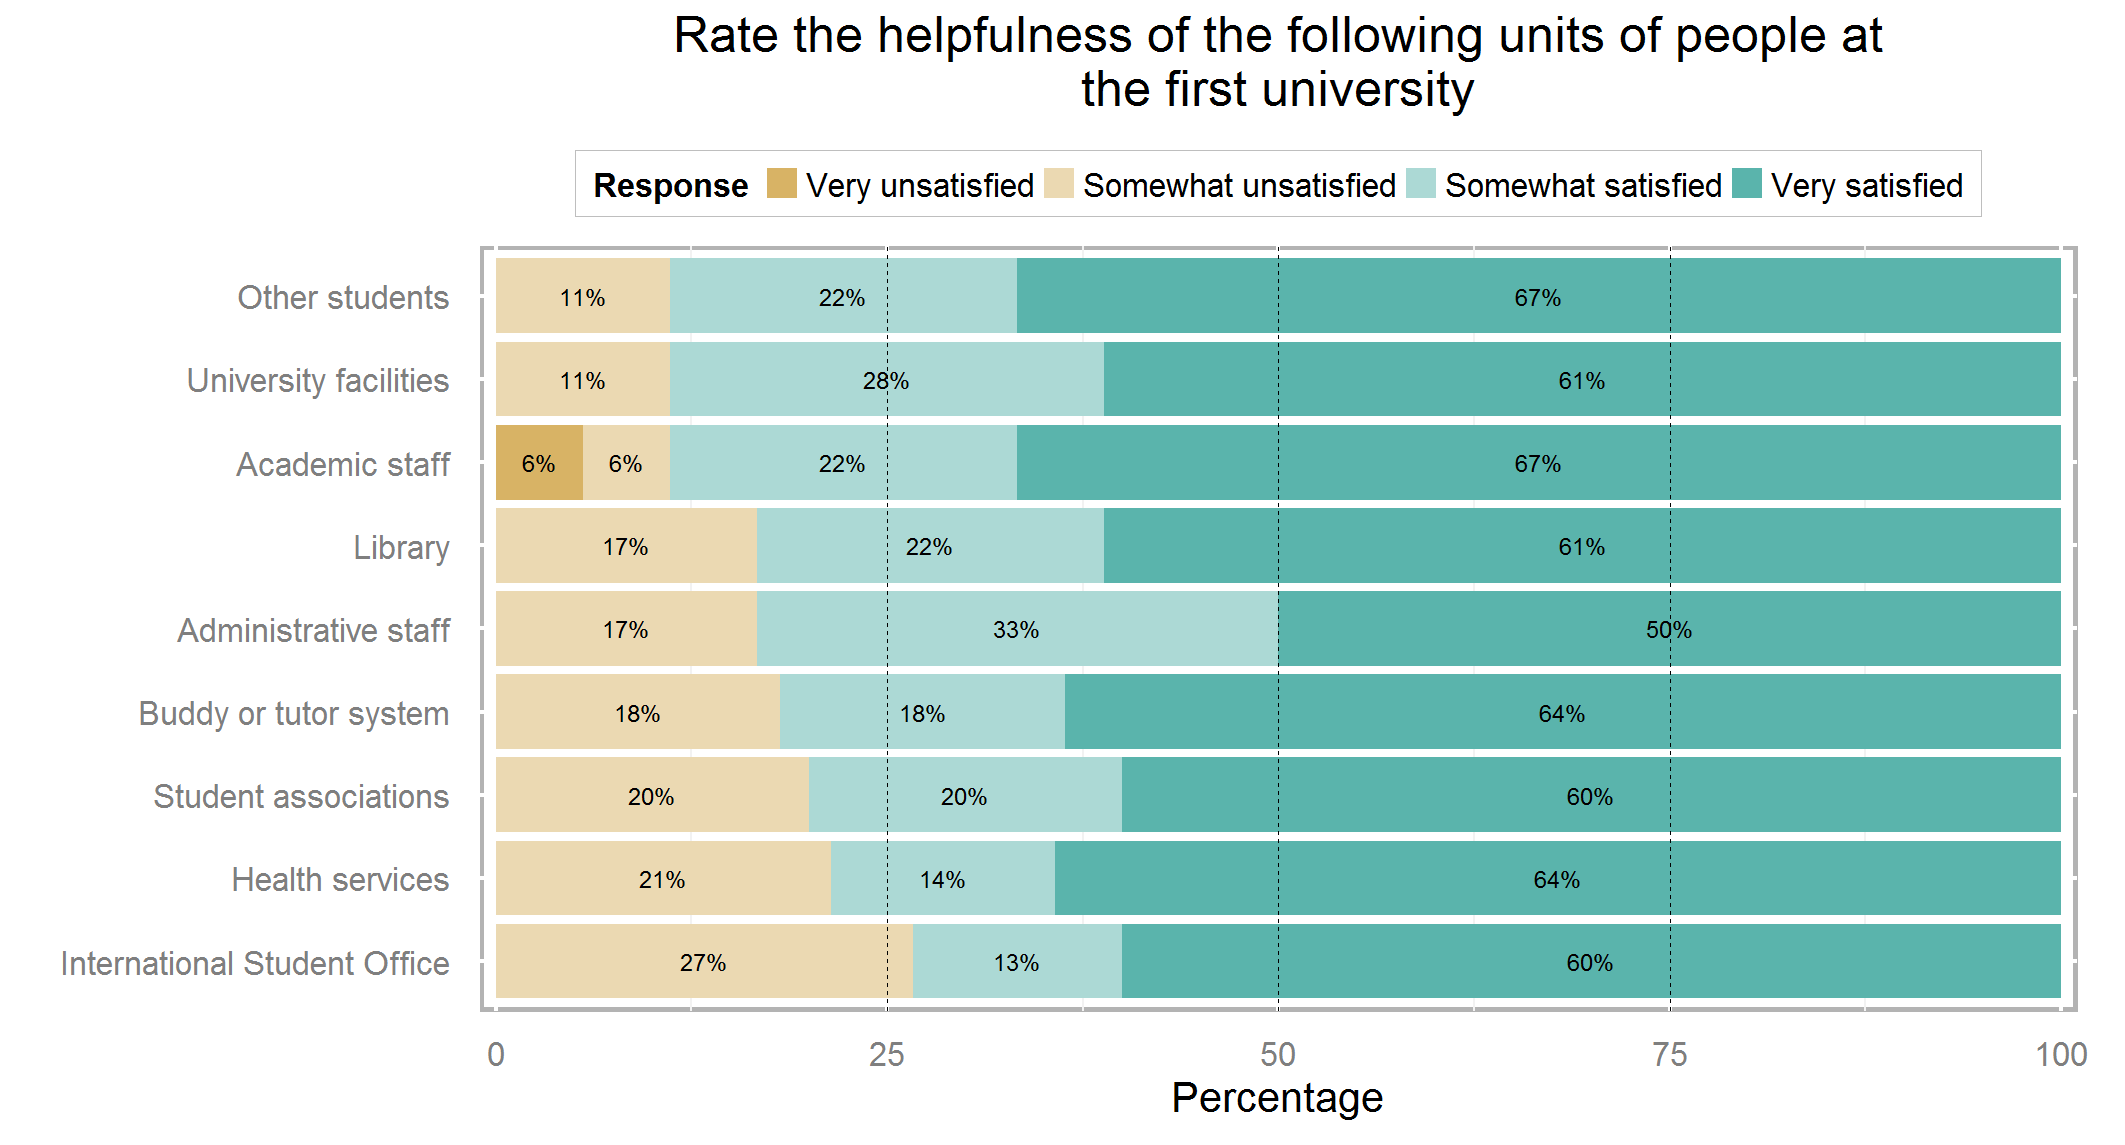 Rate the helpfulness of the following units of people at
the first university
Response Very unsatisfied Somewhat unsatisfied Somewhat satisfied Very satisfied
Other students 11% 22% 67%
University facilities 11% 28% 61%
Academic staff 6% 6% 22% 67%
Library 17% 22% 61%
Administrative staff 17% 33% 50%
Buddy or tutor system 18% 18% 64%
Student associations 20% 20% 60%
Health services 21% 14% 64%
International Student Office 27% 13% 60%
0 25 50 75 100
Percentage